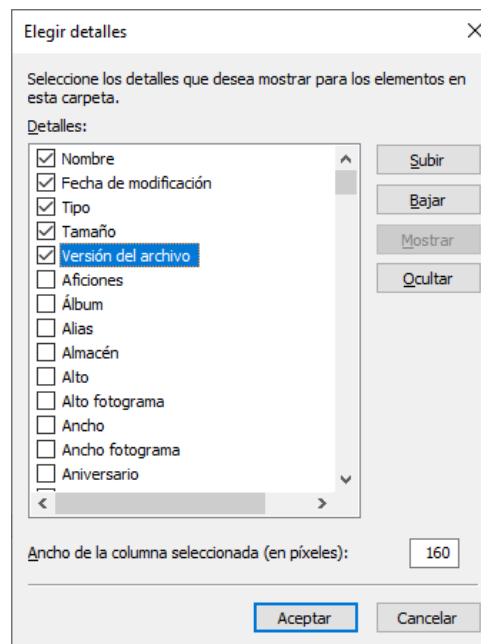 Elegir detalles
Seleccione los detalles que desea mostrar para los elementos en
esta carpeta.
Detalles:
Nombre
Fecha de modificación
Tipo
Tamaño
Versión del archivo
Aficiones
Álbum
Alias
Almacén
Alto
Alto fotograma
Ancho
Ancho fotograma
Aniversario
Subir
Bajar
Mostrar
Ocultar
Ancho de la columna seleccionada (en píxeles): 160
Aceptar Cancelar